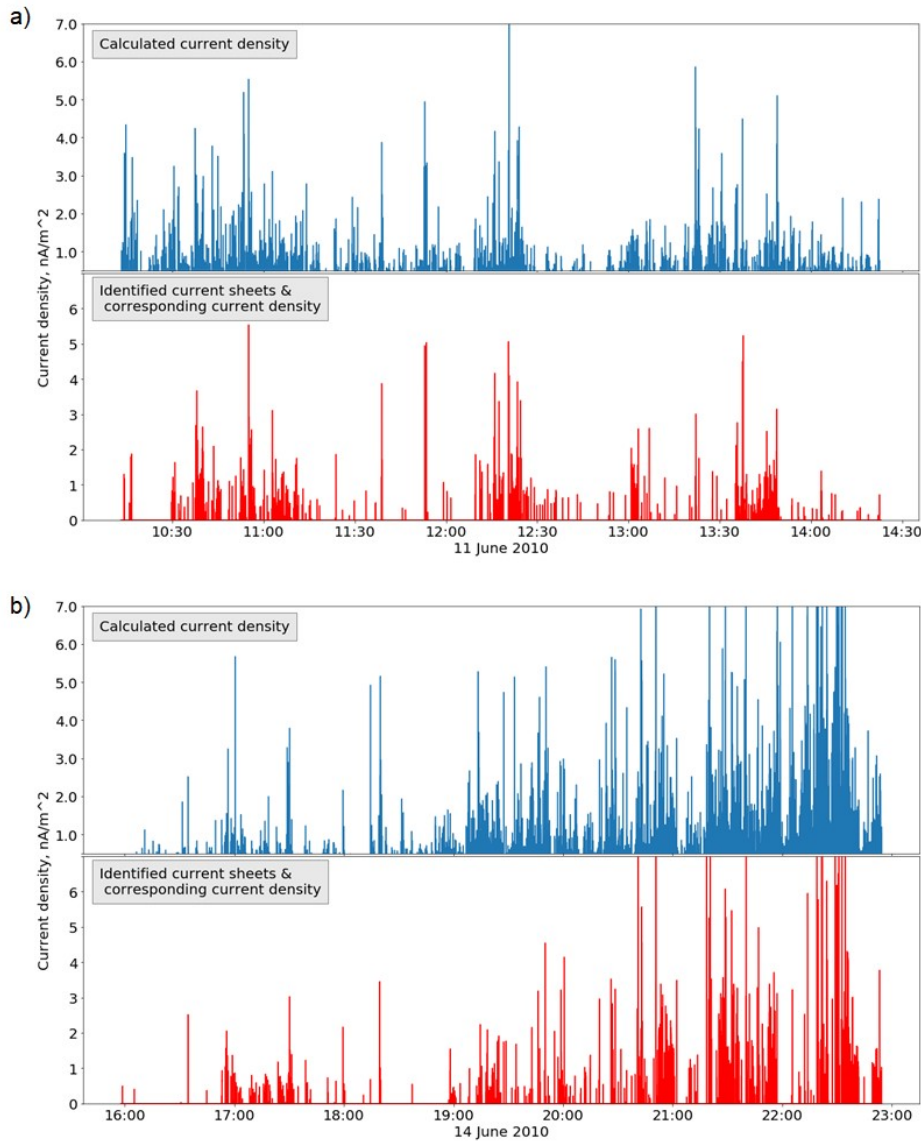 a)
7.0
Calculated current density
6.0
5.0
4.0
3.0
2.0
1.0
Current density, nA/m^2
Identified current sheets &
corresponding current density
6
5
4
3
2
1
0
10:30 11:00 11:30 12:00 12:30 13:00 13:30 14:00 14:30
11 June 2010
b)
7.0
Calculated current density
6.0
5.0
4.0
3.0
2.0
1.0
Current density, nA/m^2
Identified current sheets &
corresponding current density
6
5
4
3
2
1
0
16:00 17:00 18:00 19:00 20:00 21:00 22:00 23:00
14 June 2010